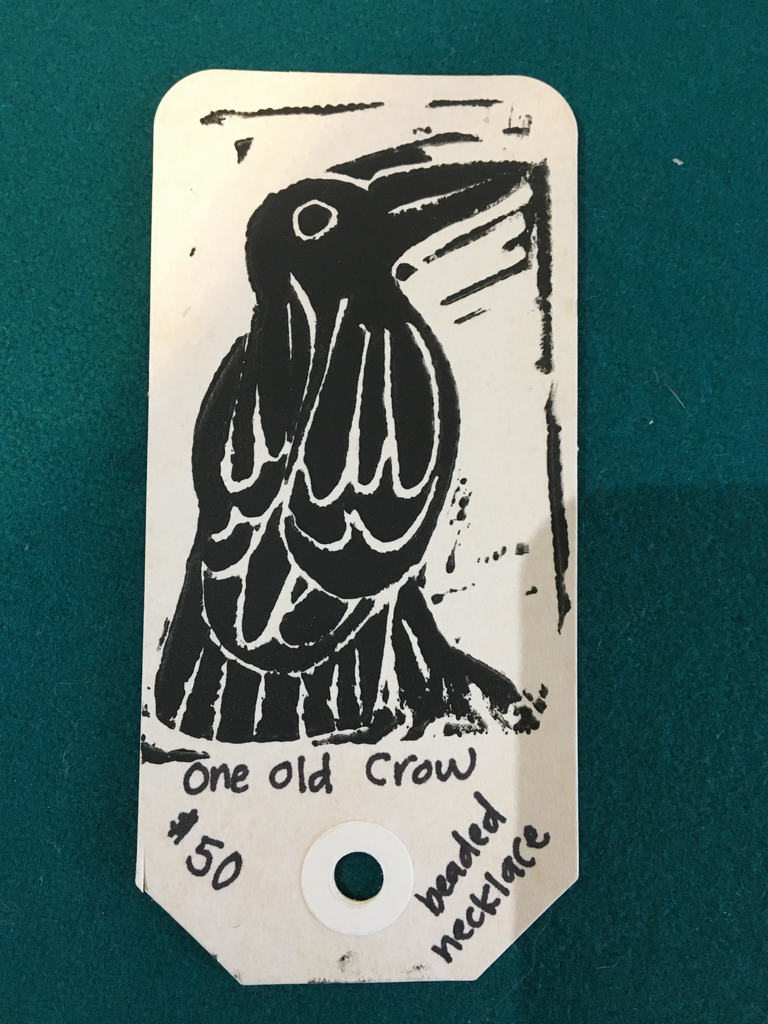 One old Crow
$50
beaded
necklace